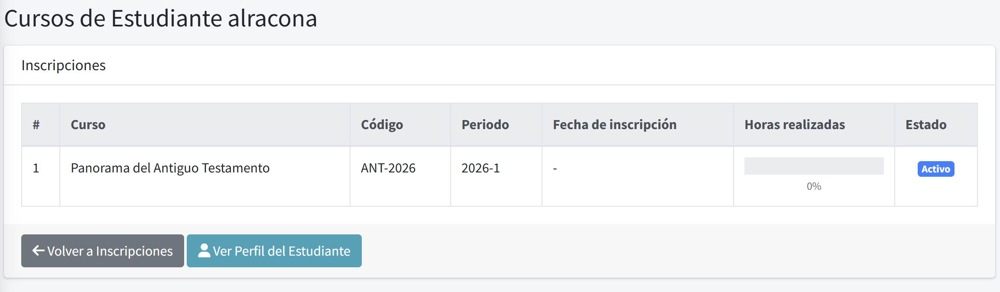 Cursos de Estudiante alracona
Inscripciones
# Curso Código Periodo Fecha de inscripción Horas realizadas Estado
1 Panorama del Antiguo Testamento ANT-2026 2026-1 - Activo
0%
Volver a Inscripciones Ver Perfil del Estudiante